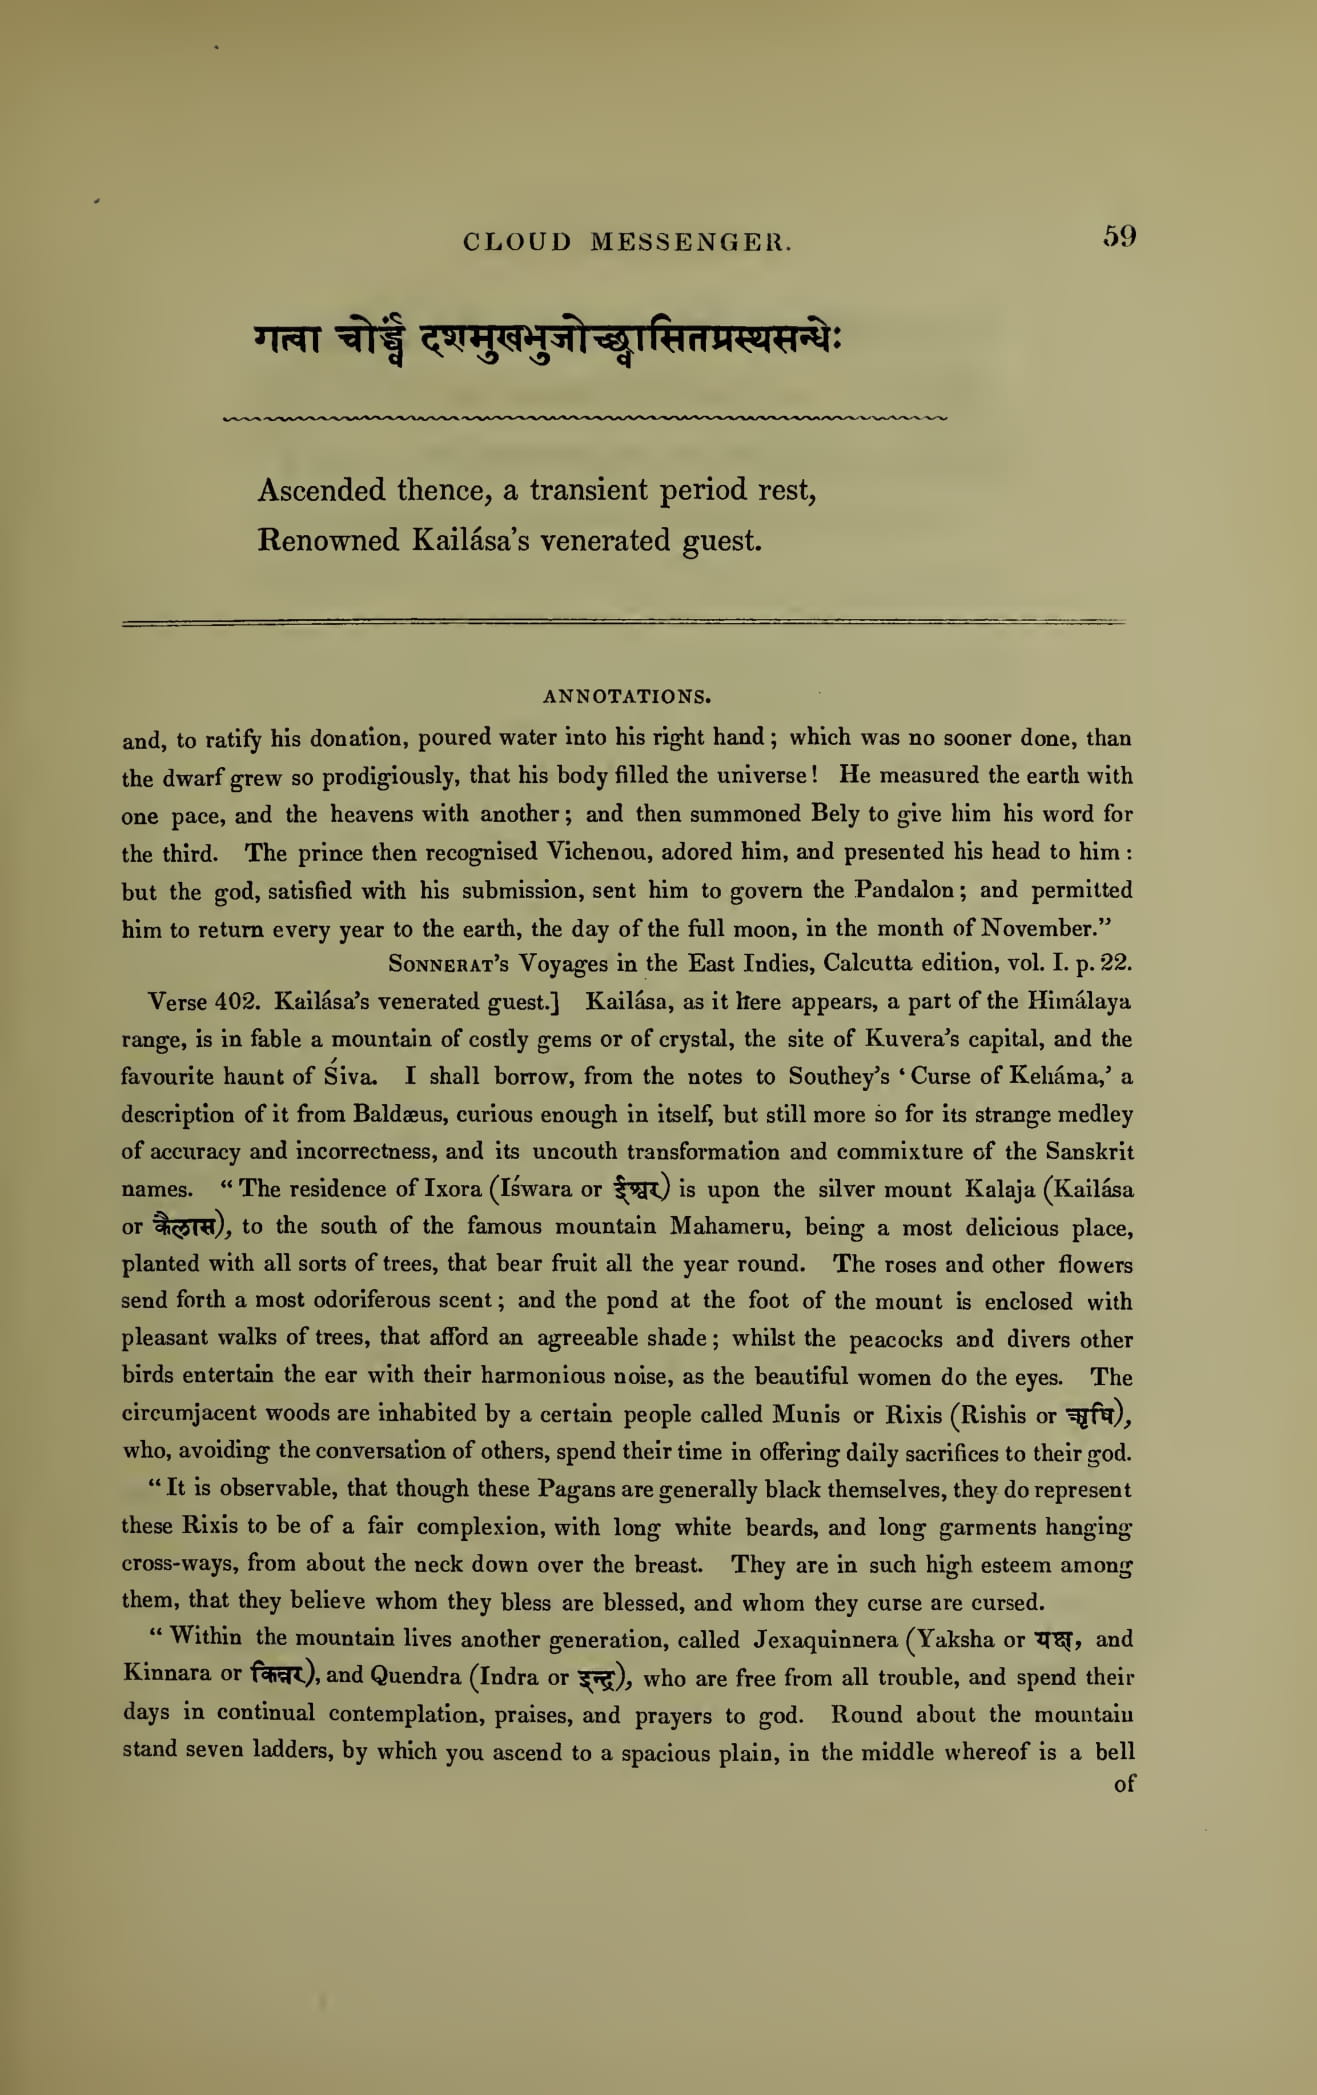 CLOUD MESSENGER. 59
गत्वा चोर्द्ध्वं दशमुखभुजोच्छ्वासितप्रस्थसन्धेः
Ascended thence, a transient period rest,
Renowned Kailása’s venerated guest.
ANNOTATIONS.
and, to ratify his donation, poured water into his right hand; which was no sooner done, than
the dwarf grew so prodigiously, that his body filled the universe! He measured the earth with
one pace, and the heavens with another; and then summoned Bely to give him his word for
the third. The prince then recognised Vichenou, adored him, and presented his head to him:
but the god, satisfied with his submission, sent him to govern the Pandalon; and permitted
him to return every year to the earth, the day of the full moon, in the month of November.”
SONNERAT’S Voyages in the East Indies, Calcutta edition, vol. I. p. 22.
Verse 402. Kailása’s venerated guest.] Kailása, as it here appears, a part of the Himálaya
range, is in fable a mountain of costly gems or of crystal, the site of Kuvera’s capital, and the
favourite haunt of Śiva. I shall borrow, from the notes to Southey’s ‘Curse of Keháma,’ a
description of it from Baldæus, curious enough in itself, but still more so for its strange medley
of accuracy and incorrectness, and its uncouth transformation and commixture of the Sanskrit
names. “The residence of Ixora (Iśwara or ईश्वर) is upon the silver mount Kalaja (Kailása
or कैलास), to the south of the famous mountain Mahameru, being a most delicious place,
planted with all sorts of trees, that bear fruit all the year round. The roses and other flowers
send forth a most odoriferous scent; and the pond at the foot of the mount is enclosed with
pleasant walks of trees, that afford an agreeable shade; whilst the peacocks and divers other
birds entertain the ear with their harmonious noise, as the beautiful women do the eyes. The
circumjacent woods are inhabited by a certain people called Munis or Rixis (Rishis or ऋषि),
who, avoiding the conversation of others, spend their time in offering daily sacrifices to their god.
“It is observable, that though these Pagans are generally black themselves, they do represent
these Rixis to be of a fair complexion, with long white beards, and long garments hanging
cross-ways, from about the neck down over the breast. They are in such high esteem among
them, that they believe whom they bless are blessed, and whom they curse are cursed.
“Within the mountain lives another generation, called Jexaquinnera (Yaksha or यक्ष, and
Kinnara or किन्नर), and Quendra (Indra or इन्द्र), who are free from all trouble, and spend their
days in continual contemplation, praises, and prayers to god. Round about the mountain
stand seven ladders, by which you ascend to a spacious plain, in the middle whereof is a bell
of